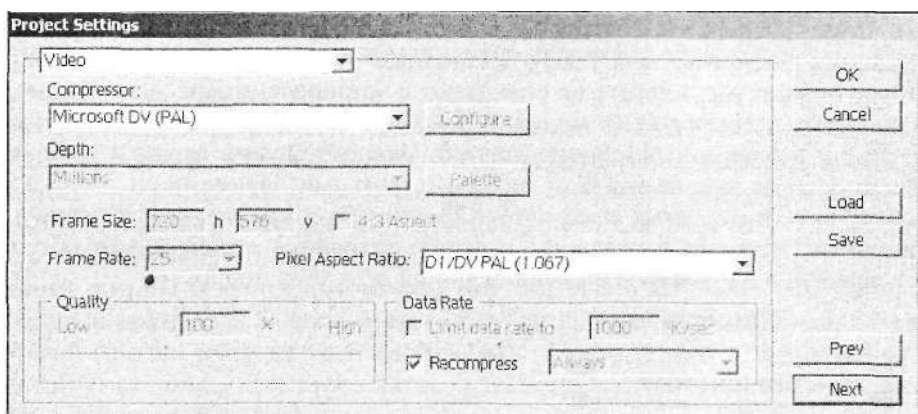 Project Settings
Video
OK
Compressor:
Microsoft DV (PAL)
Configure
Cancel
Depth:
Millions
Palette
Load
Frame Size: 720 h 576 v 4:3 Aspect
Save
Frame Rate: 25 Pixel Aspect Ratio: D1/DV PAL (1.067)
Quality
Data Rate
Low 100 % High
Limit data rate to 1000 K/sec
Recompress Always
Prev
Next